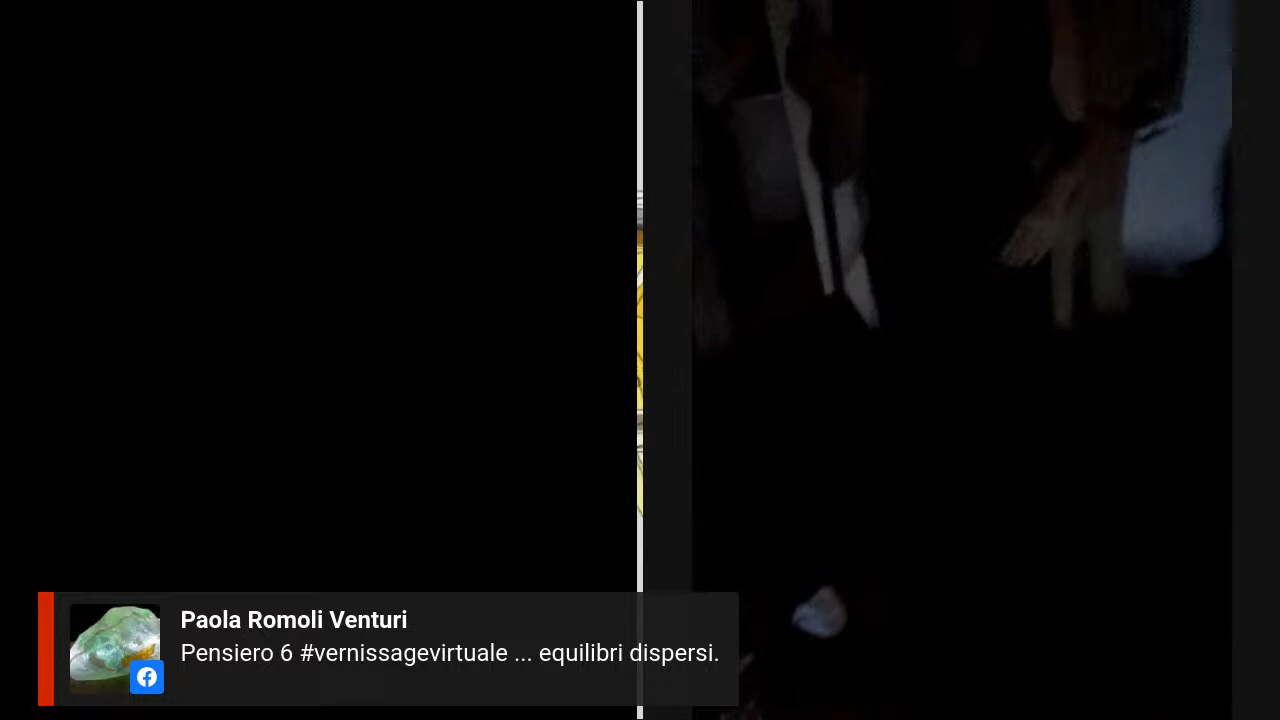 Paola Romoli Venturi
Pensiero 6 #vernissagevirtuale ... equilibri dispersi.